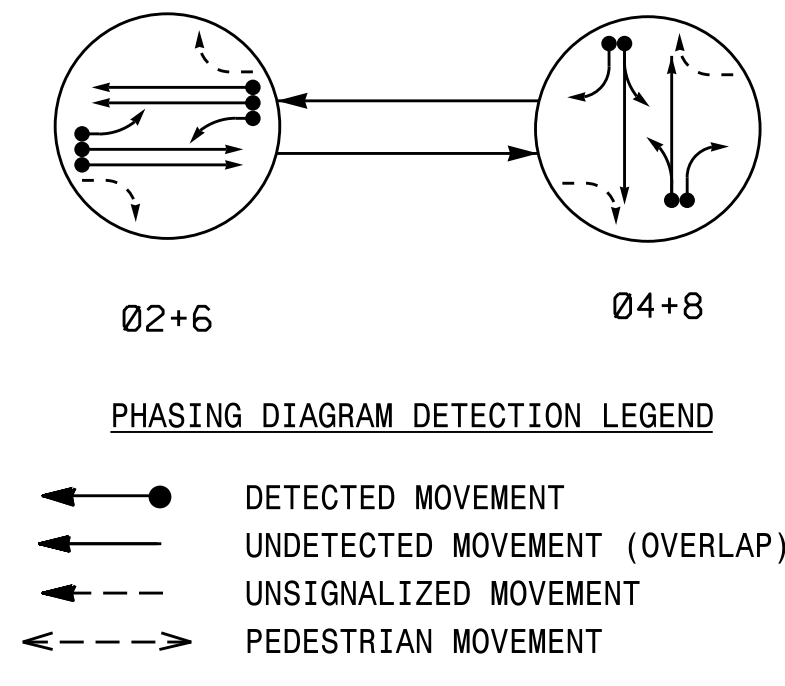 Ø2+6
Ø4+8
PHASING DIAGRAM DETECTION LEGEND
DETECTED MOVEMENT
UNDETECTED MOVEMENT (OVERLAP)
UNSIGNALIZED MOVEMENT
PEDESTRIAN MOVEMENT